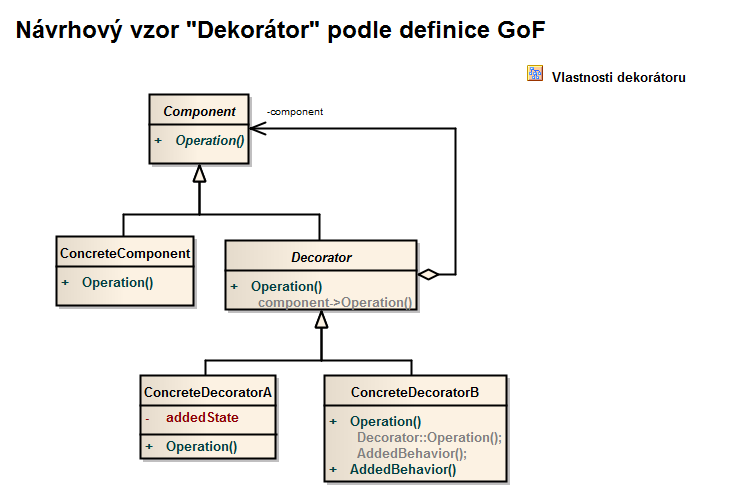 Návrhový vzor "Dekorátor" podle definice GoF
Vlastnosti dekorátoru
Component
-component
+ Operation()
ConcreteComponent
+ Operation()
Decorator
+ Operation()
component->Operation()
ConcreteDecoratorA
- addedState
+ Operation()
ConcreteDecoratorB
+ Operation()
Decorator::Operation();
AddedBehavior();
+ AddedBehavior()